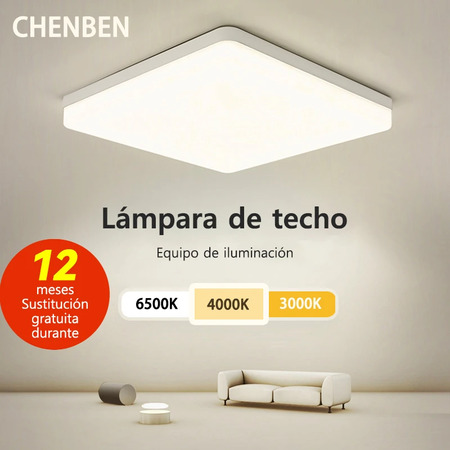 CHENBEN
Lámpara de techo
Equipo de iluminación
12
meses
Sustitución
gratuita
durante
6500K
4000K
3000K